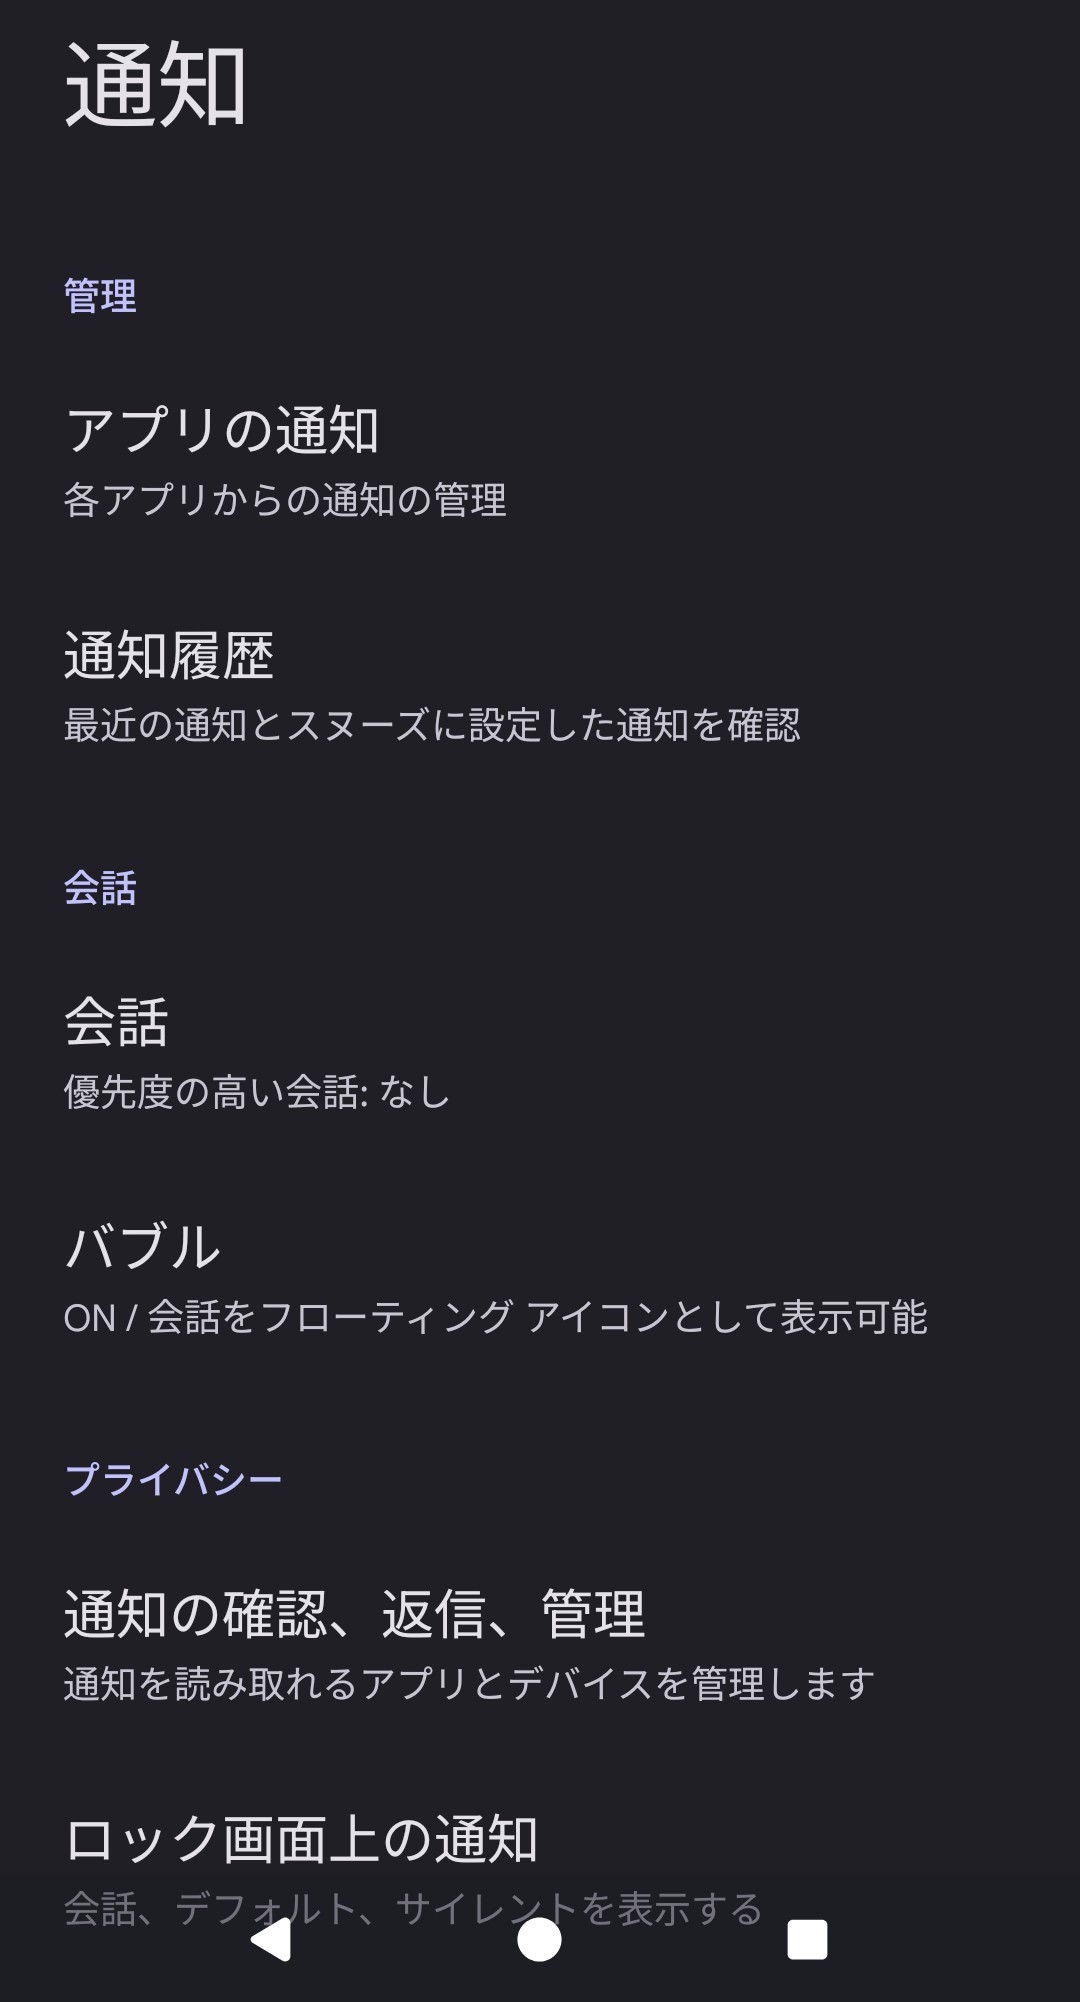 通知
管理
アプリの通知
各アプリからの通知の管理
通知履歴
最近の通知とスヌーズに設定した通知を確認
会話
会話
優先度の高い会話: なし
バブル
ON / 会話をフローティング アイコンとして表示可能
プライバシー
通知の確認、返信、管理
通知を読み取れるアプリとデバイスを管理します
ロック画面上の通知
会話、デフォルト、サイレントを表示する